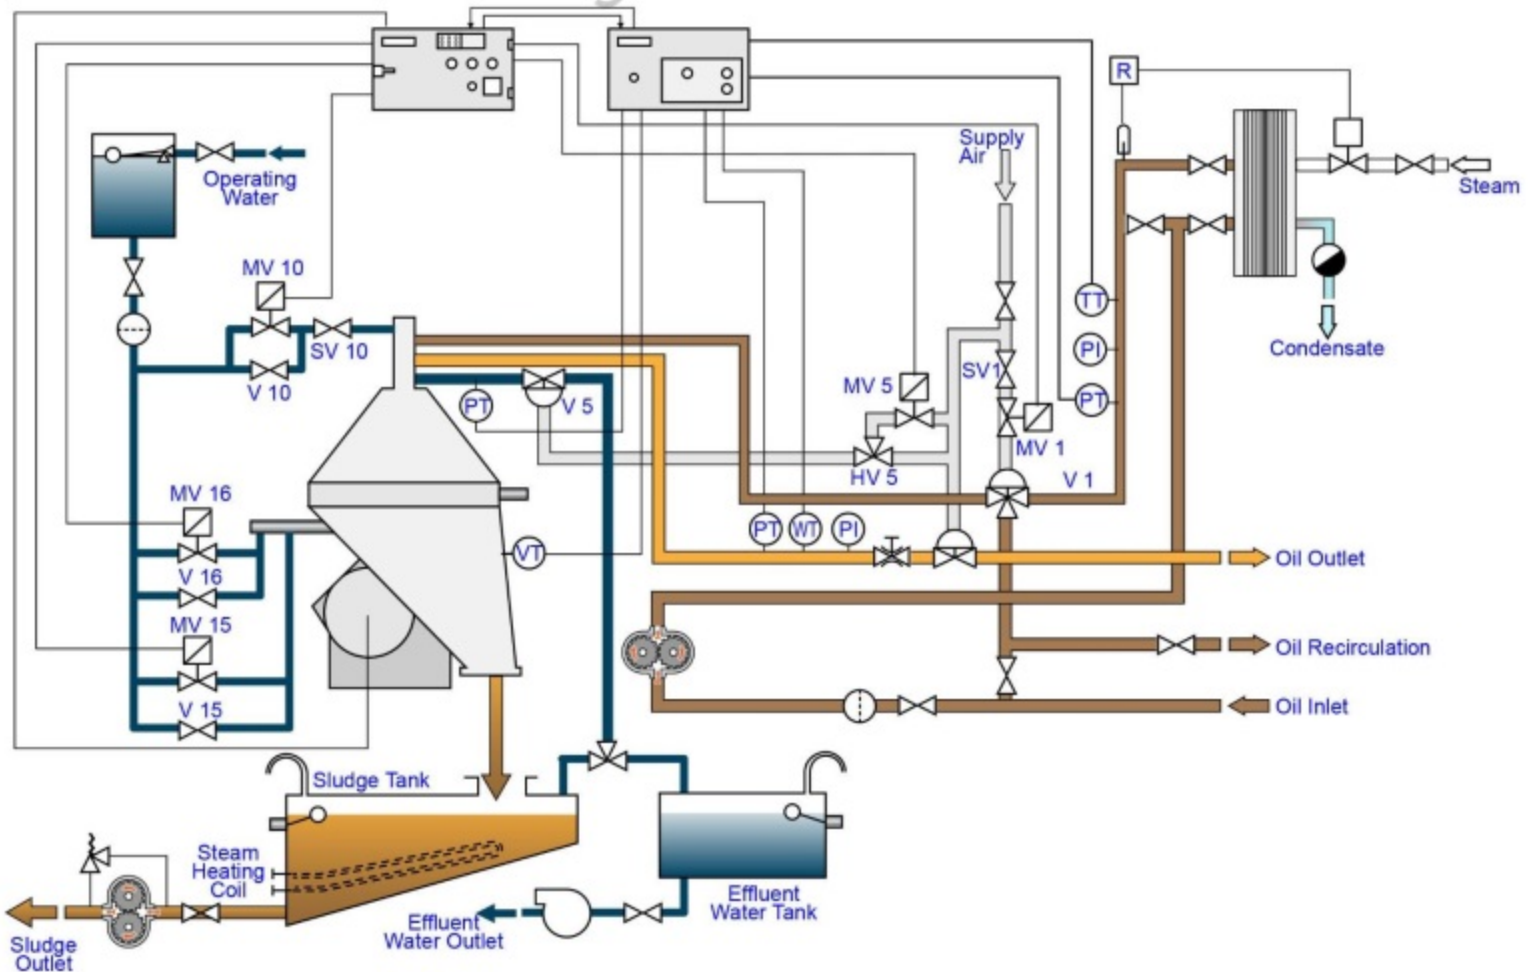 R
Supply
Air
Steam
Operating
Water
MV 10
SV 10
V 10
TT
PI
PT
Condensate
SV1
MV 5
PT
V 5
MV 1
HV 5
V 1
MV 16
PT
WT
PI
VT
Oil Outlet
V 16
MV 15
Oil Recirculation
V 15
Oil Inlet
Sludge Tank
Steam
Heating
Coil
Effluent
Water Tank
Effluent
Water Outlet
Sludge
Outlet